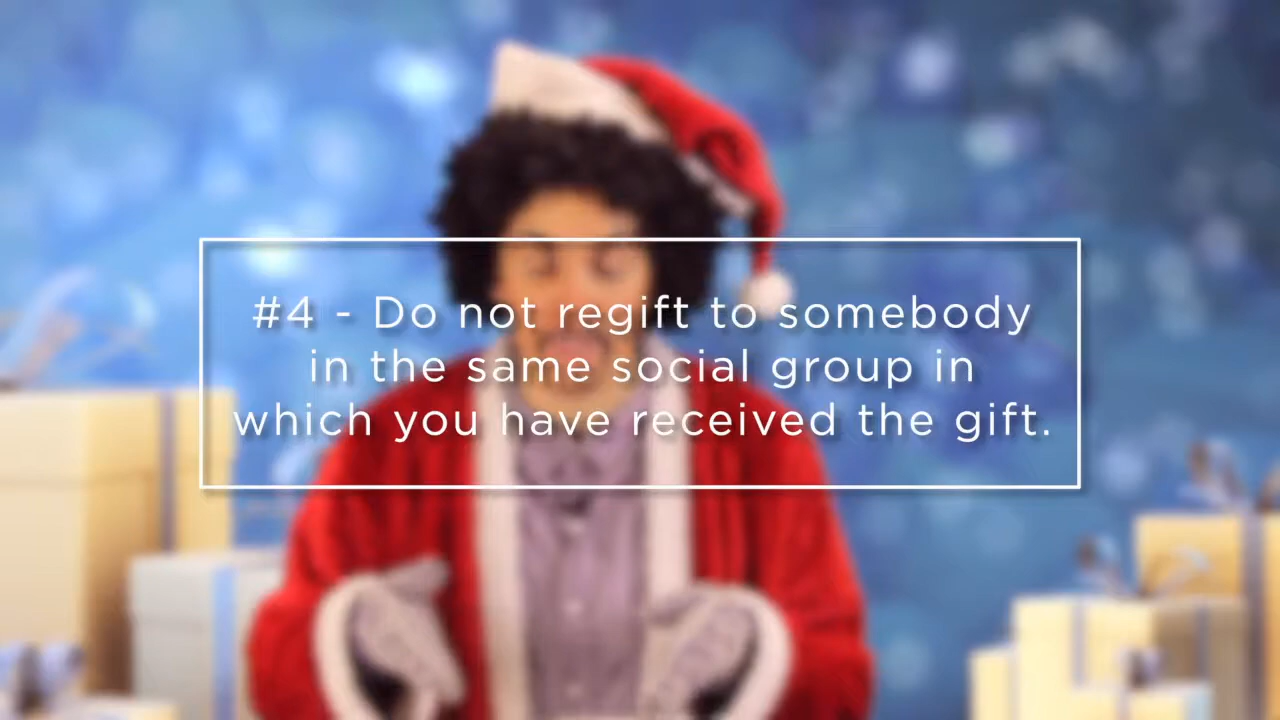 #4 - Do not regift to somebody
in the same social group in
which you have received the gift.